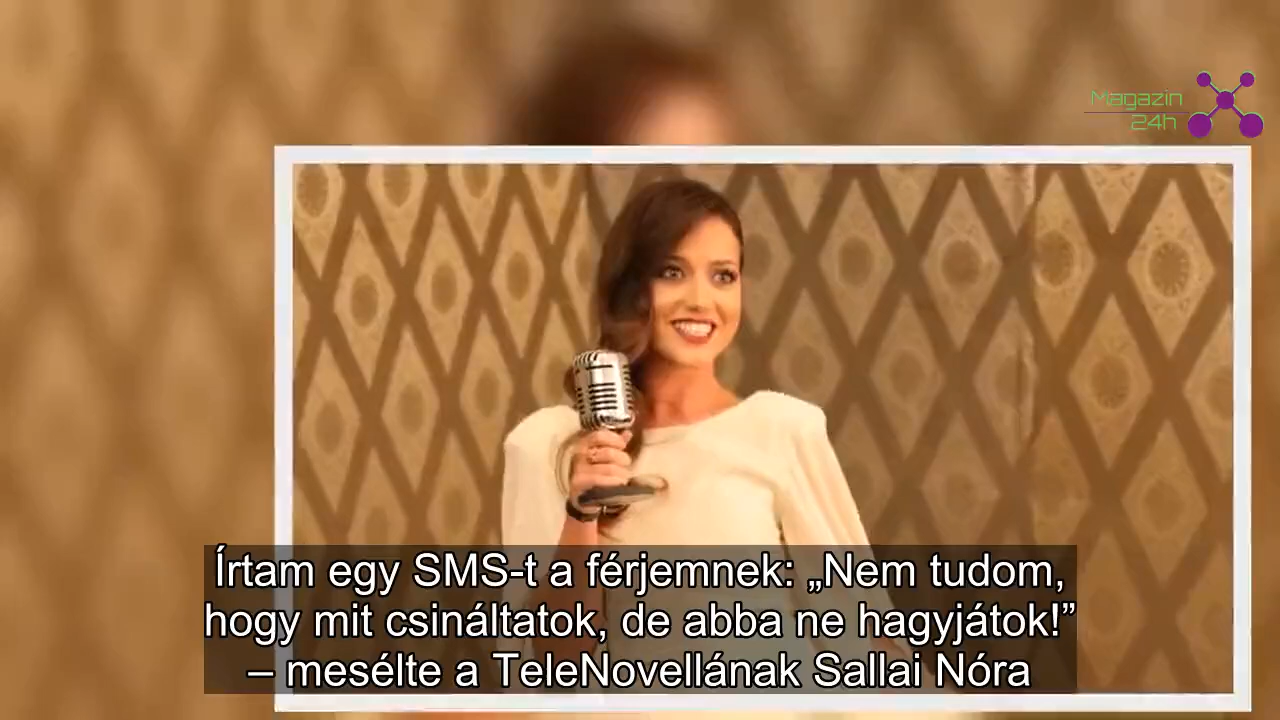 Magazin
24h
Írtam egy SMS-t a férjemnek: „Nem tudom,
hogy mit csináltatok, de abba ne hagyjátok!”
– mesélte a TeleNovellának Sallai Nóra